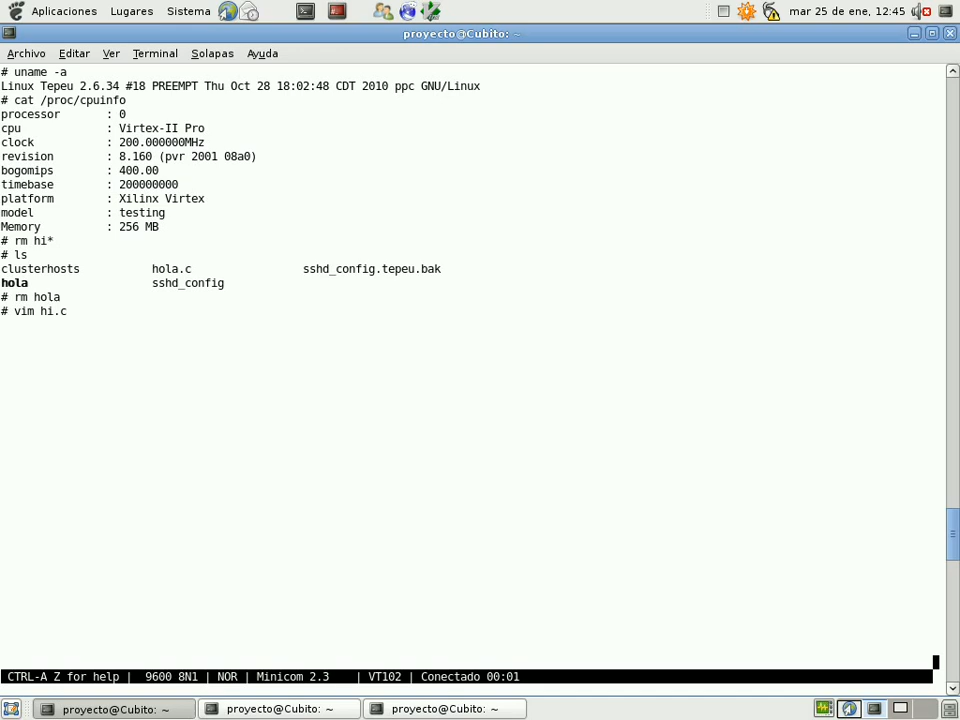 Aplicaciones Lugares Sistema mar 25 de ene, 12:45
proyecto@Cubito: ~
Archivo Editar Ver Terminal Solapas Ayuda
# uname -a
Linux Tepeu 2.6.34 #18 PREEMPT Thu Oct 28 18:02:48 CDT 2010 ppc GNU/Linux
# cat /proc/cpuinfo
processor : 0
cpu : Virtex-II Pro
clock : 200.000000MHz
revision : 8.160 (pvr 2001 08a0)
bogomips : 400.00
timebase : 200000000
platform : Xilinx Virtex
model : testing
Memory : 256 MB
# rm hi*
# ls
clusterhosts hola.c sshd_config.tepeu.bak
hola sshd_config
# rm hola
# vim hi.c
CTRL-A Z for help | 9600 8N1 | NOR | Minicom 2.3 | VT102 | Conectado 00:01
proyecto@Cubito: ~ proyecto@Cubito: ~ proyecto@Cubito: ~